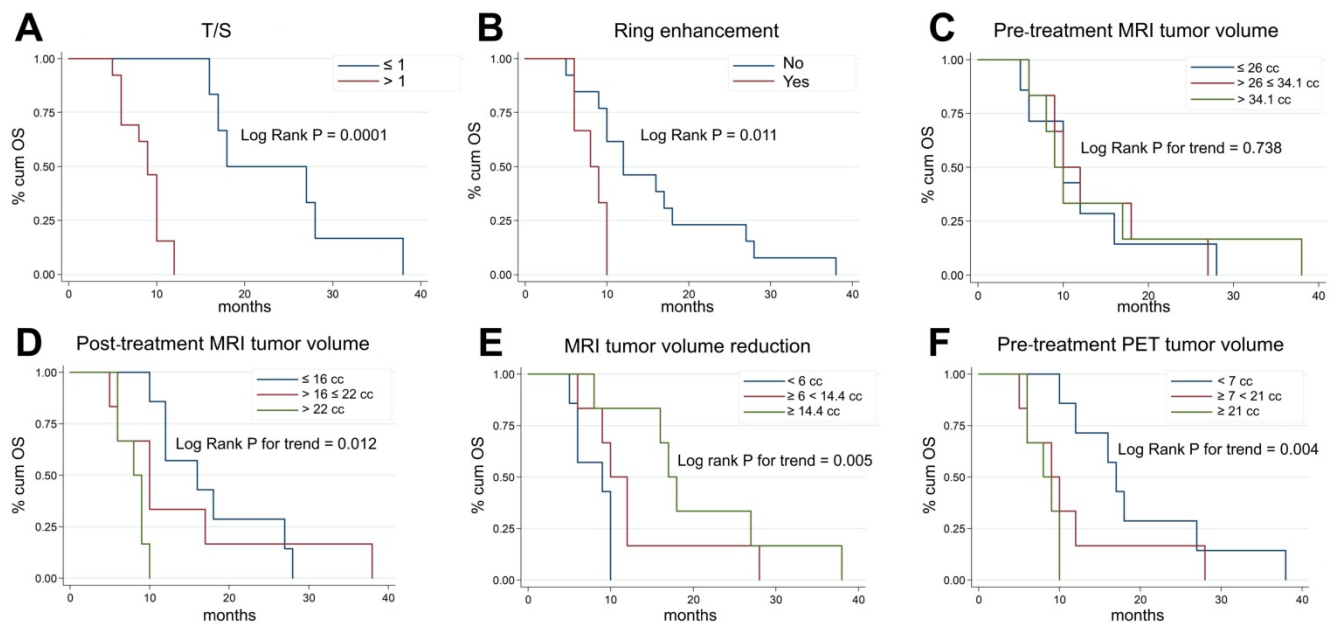 A
T/S
≤ 1
> 1
Log Rank P = 0.0001
% cum OS
1.00
0.75
0.50
0.25
0.00
0 10 20 30 40
months
B
Ring enhancement
No
Yes
Log Rank P = 0.011
% cum OS
1.00
0.75
0.50
0.25
0.00
0 10 20 30 40
months
C
Pre-treatment MRI tumor volume
≤ 26 cc
> 26 ≤ 34.1 cc
> 34.1 cc
Log Rank P for trend = 0.738
% cum OS
1.00
0.75
0.50
0.25
0.00
0 10 20 30 40
months
D
Post-treatment MRI tumor volume
≤ 16 cc
> 16 ≤ 22 cc
> 22 cc
Log Rank P for trend = 0.012
% cum OS
1.00
0.75
0.50
0.25
0.00
0 10 20 30 40
months
E
MRI tumor volume reduction
< 6 cc
≥ 6 < 14.4 cc
≥ 14.4 cc
Log rank P for trend = 0.005
% cum OS
1.00
0.75
0.50
0.25
0.00
0 10 20 30 40
months
F
Pre-treatment PET tumor volume
< 7 cc
≥ 7 < 21 cc
≥ 21 cc
Log Rank P for trend = 0.004
% cum OS
1.00
0.75
0.50
0.25
0.00
0 10 20 30 40
months